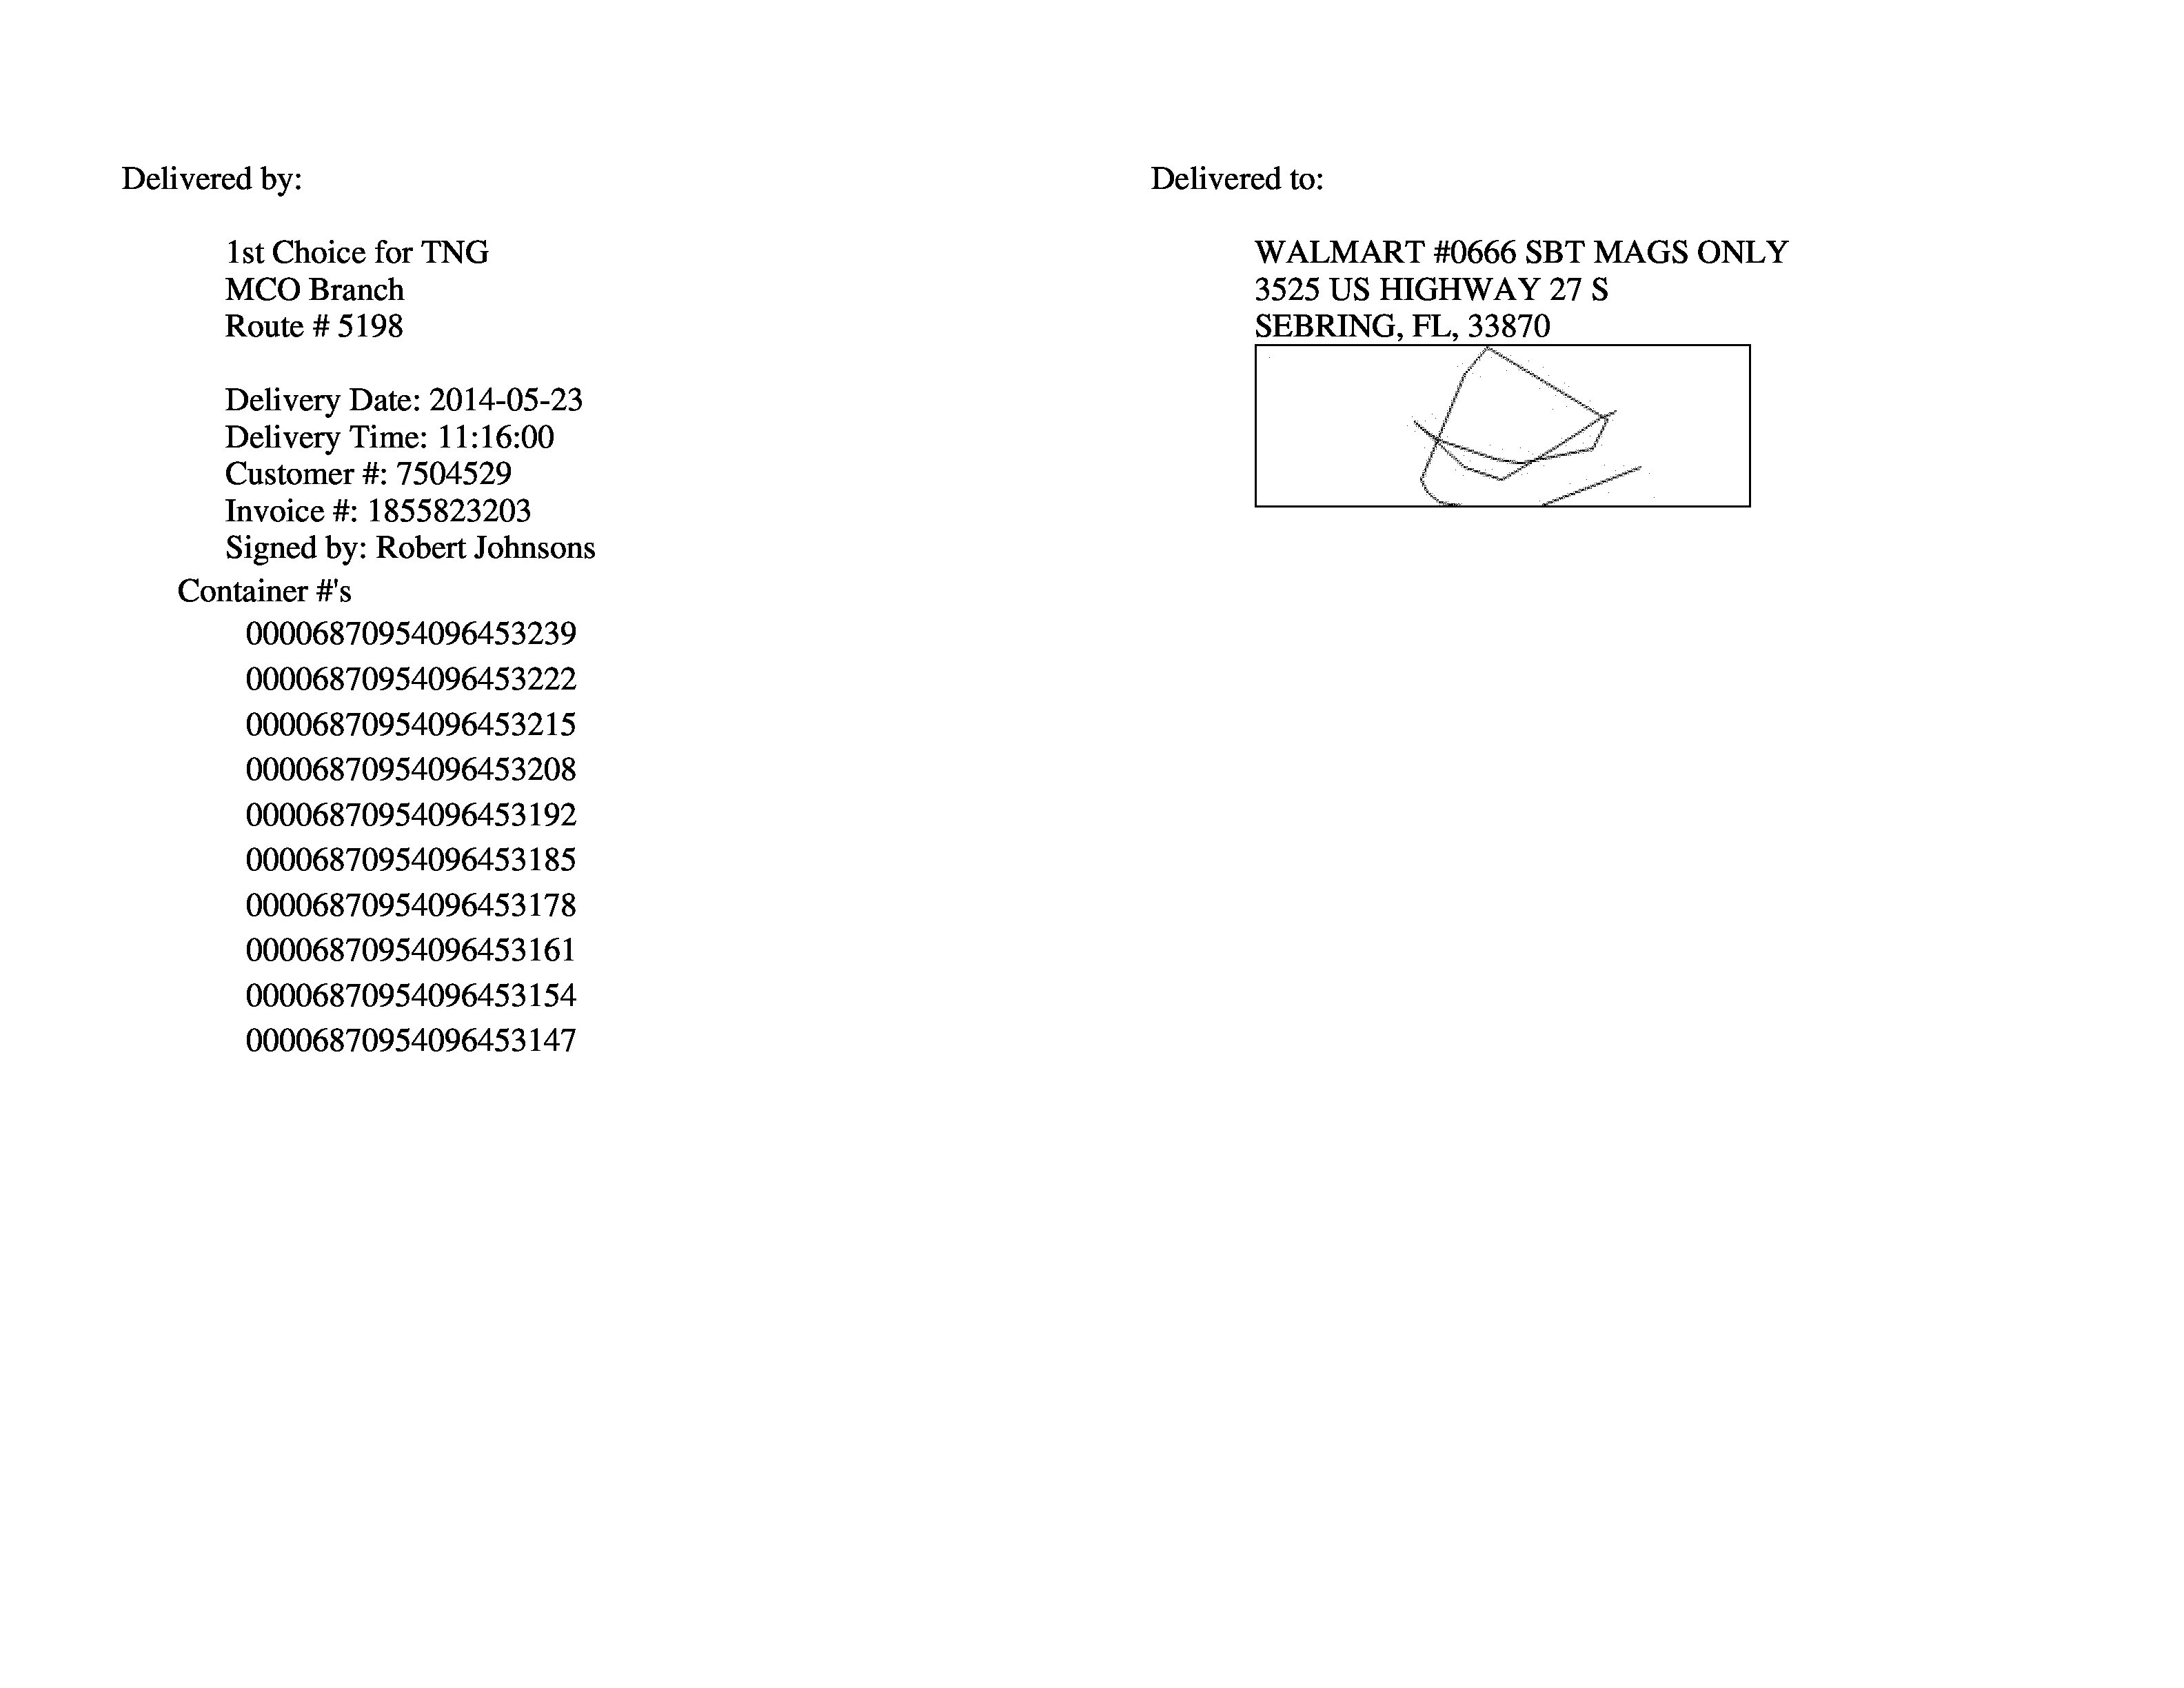 Delivered by:
1st Choice for TNG
MCO Branch
Route # 5198
Delivery Date: 2014-05-23
Delivery Time: 11:16:00
Customer #: 7504529
Invoice #: 1855823203
Signed by: Robert Johnsons
Container #'s
00006870954096453239
00006870954096453222
00006870954096453215
00006870954096453208
00006870954096453192
00006870954096453185
00006870954096453178
00006870954096453161
00006870954096453154
00006870954096453147
Delivered to:
WALMART #0666 SBT MAGS ONLY
3525 US HIGHWAY 27 S
SEBRING, FL, 33870